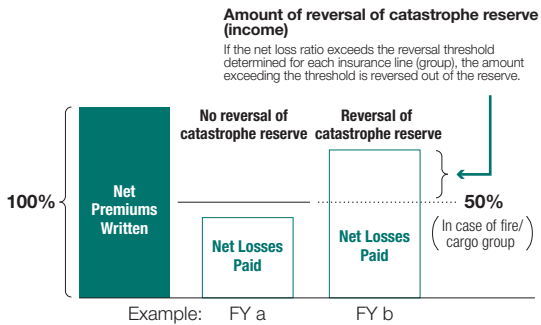 Amount of reversal of catastrophe reserve
(income)
If the net loss ratio exceeds the reversal threshold
determined for each insurance line (group), the amount
exceeding the threshold is reversed out of the reserve.
No reversal of
catastrophe reserve
Reversal of
catastrophe reserve
100%
Net
Premiums
Written
Net Losses
Paid
Net Losses
Paid
50%
(In case of fire/
cargo group)
Example: FY a FY b